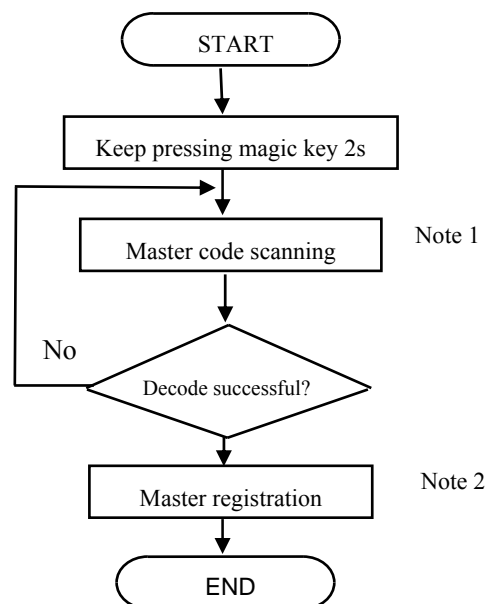 START
Keep pressing magic key 2s
Master code scanning
Note 1
No
Decode successful?
Master registration
Note 2
END